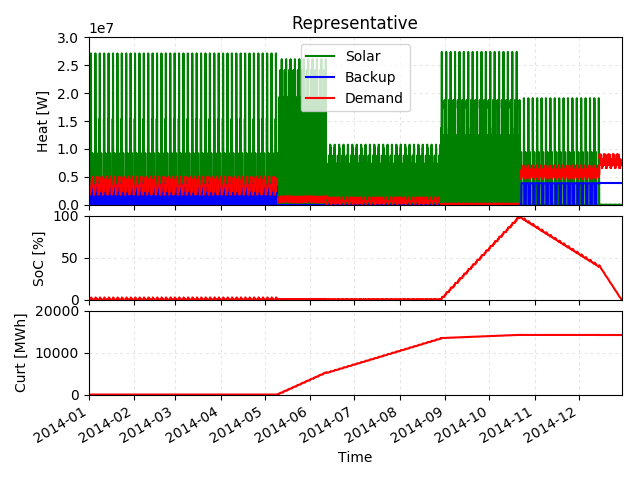 Representative
1e7
3.0
2.5
2.0
1.5
1.0
0.5
0.0
Heat [W]
Solar
Backup
Demand
100
50
0
SoC [%]
20000
10000
0
Curt [MWh]
2014-01
2014-02
2014-03
2014-04
2014-05
2014-06
2014-07
2014-08
2014-09
2014-10
2014-11
2014-12
Time